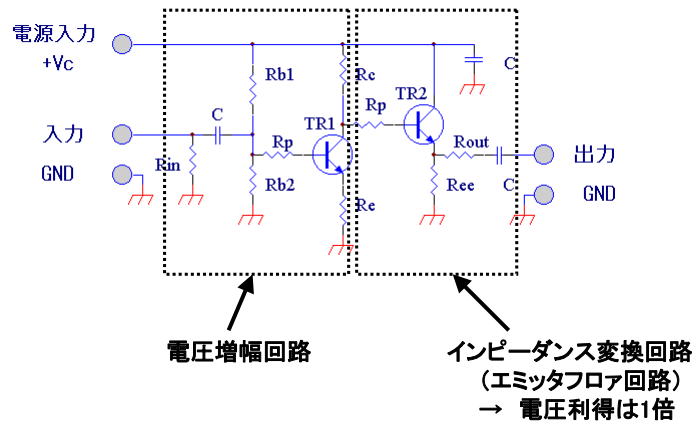 電源入力
+Vc
Rb1
Rc
C
Rp
TR2
入力
C
Rp
TR1
Rout
出力
Rin
GND
Rb2
Re
Ree
C
GND
電圧増幅回路
インピーダンス変換回路
（エミッタフロァ回路）
→ 電圧利得は1倍